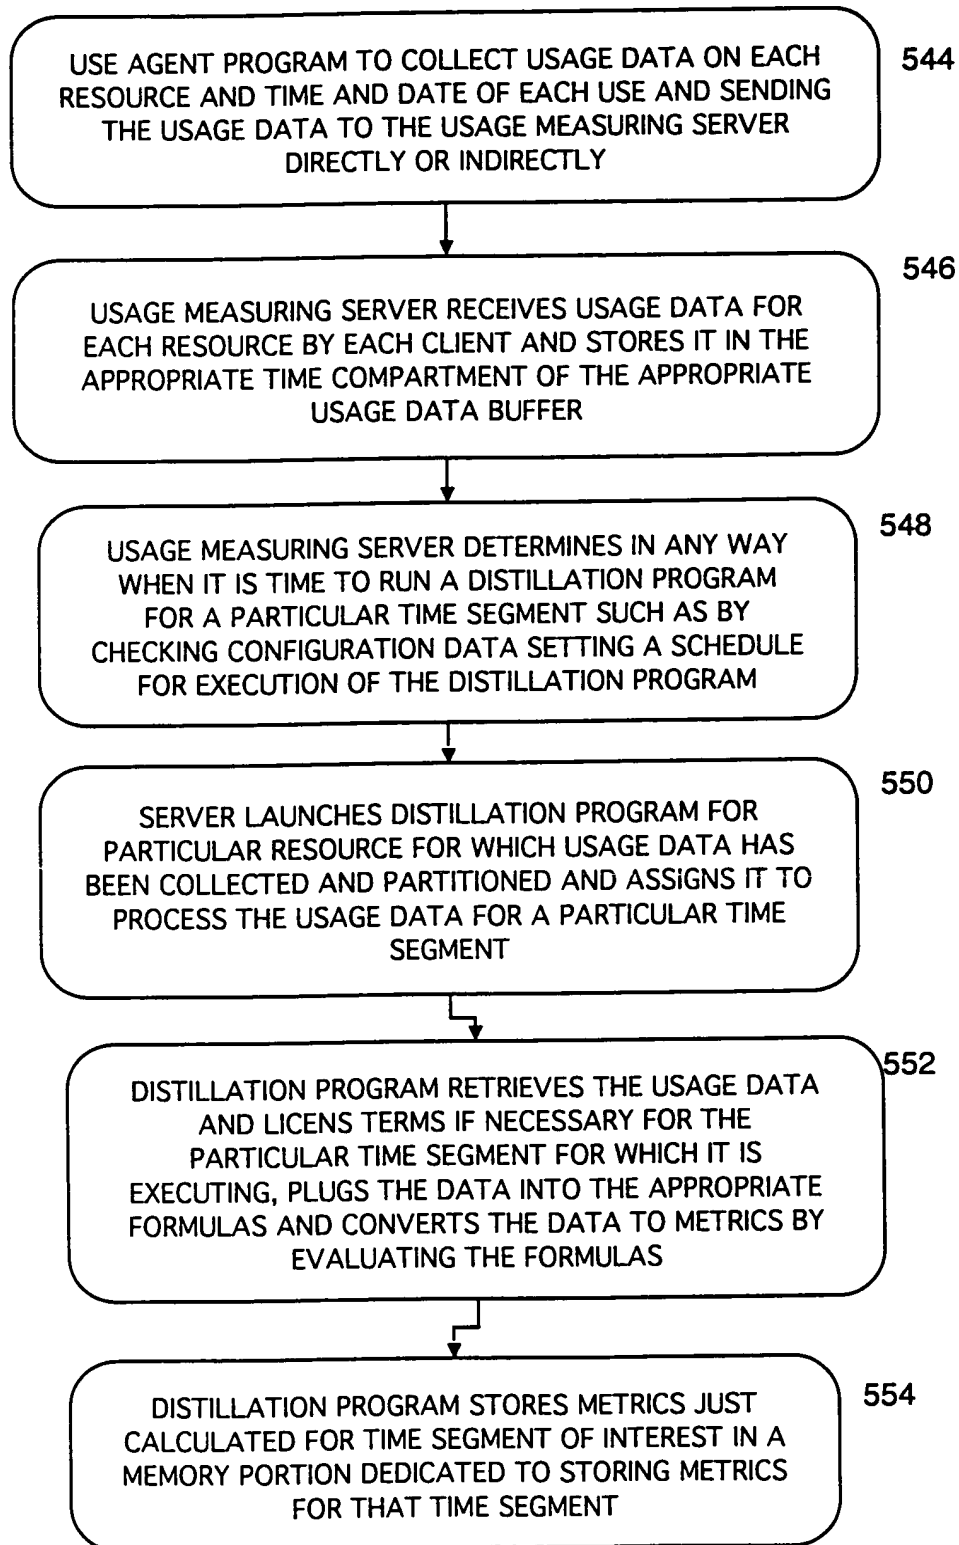 USE AGENT PROGRAM TO COLLECT USAGE DATA ON EACH
RESOURCE AND TIME AND DATE OF EACH USE AND SENDING
THE USAGE DATA TO THE USAGE MEASURING SERVER
DIRECTLY OR INDIRECTLY
544
USAGE MEASURING SERVER RECEIVES USAGE DATA FOR
EACH RESOURCE BY EACH CLIENT AND STORES IT IN THE
APPROPRIATE TIME COMPARTMENT OF THE APPROPRIATE
USAGE DATA BUFFER
546
USAGE MEASURING SERVER DETERMINES IN ANY WAY
WHEN IT IS TIME TO RUN A DISTILLATION PROGRAM
FOR A PARTICULAR TIME SEGMENT SUCH AS BY
CHECKING CONFIGURATION DATA SETTING A SCHEDULE
FOR EXECUTION OF THE DISTILLATION PROGRAM
548
SERVER LAUNCHES DISTILLATION PROGRAM FOR
PARTICULAR RESOURCE FOR WHICH USAGE DATA HAS
BEEN COLLECTED AND PARTITIONED AND ASSIGNS IT TO
PROCESS THE USAGE DATA FOR A PARTICULAR TIME
SEGMENT
550
DISTILLATION PROGRAM RETRIEVES THE USAGE DATA
AND LICENS TERMS IF NECESSARY FOR THE
PARTICULAR TIME SEGMENT FOR WHICH IT IS
EXECUTING, PLUGS THE DATA INTO THE APPROPRIATE
FORMULAS AND CONVERTS THE DATA TO METRICS BY
EVALUATING THE FORMULAS
552
DISTILLATION PROGRAM STORES METRICS JUST
CALCULATED FOR TIME SEGMENT OF INTEREST IN A
MEMORY PORTION DEDICATED TO STORING METRICS
FOR THAT TIME SEGMENT
554